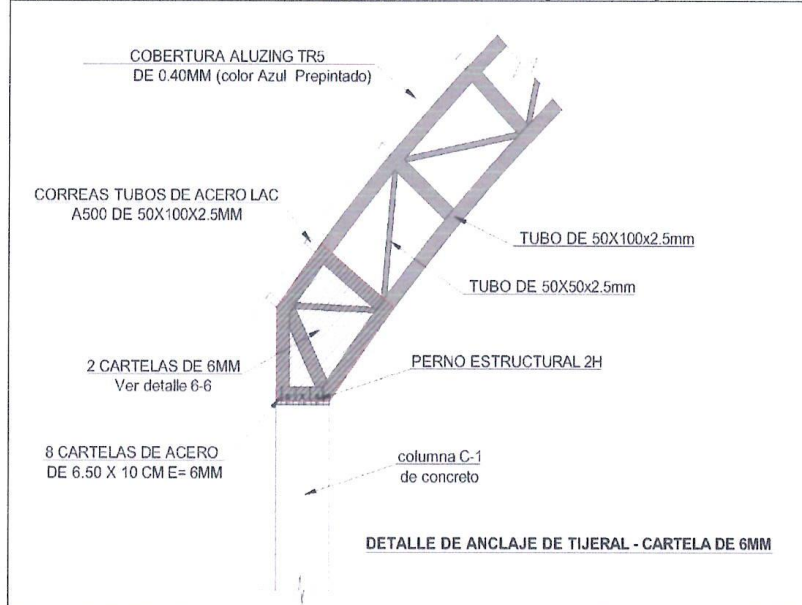 COBERTURA ALUZING TR5
DE 0.40MM (color Azul Prepintado)
CORREAS TUBOS DE ACERO LAC
A500 DE 50X100X2.5MM
TUBO DE 50X100x2.5mm
TUBO DE 50X50x2.5mm
2 CARTELAS DE 6MM
Ver detalle 6-6
PERNO ESTRUCTURAL 2H
8 CARTELAS DE ACERO
DE 6.50 X 10 CM E= 6MM
columna C-1
de concreto
DETALLE DE ANCLAJE DE TIJERAL - CARTELA DE 6MM